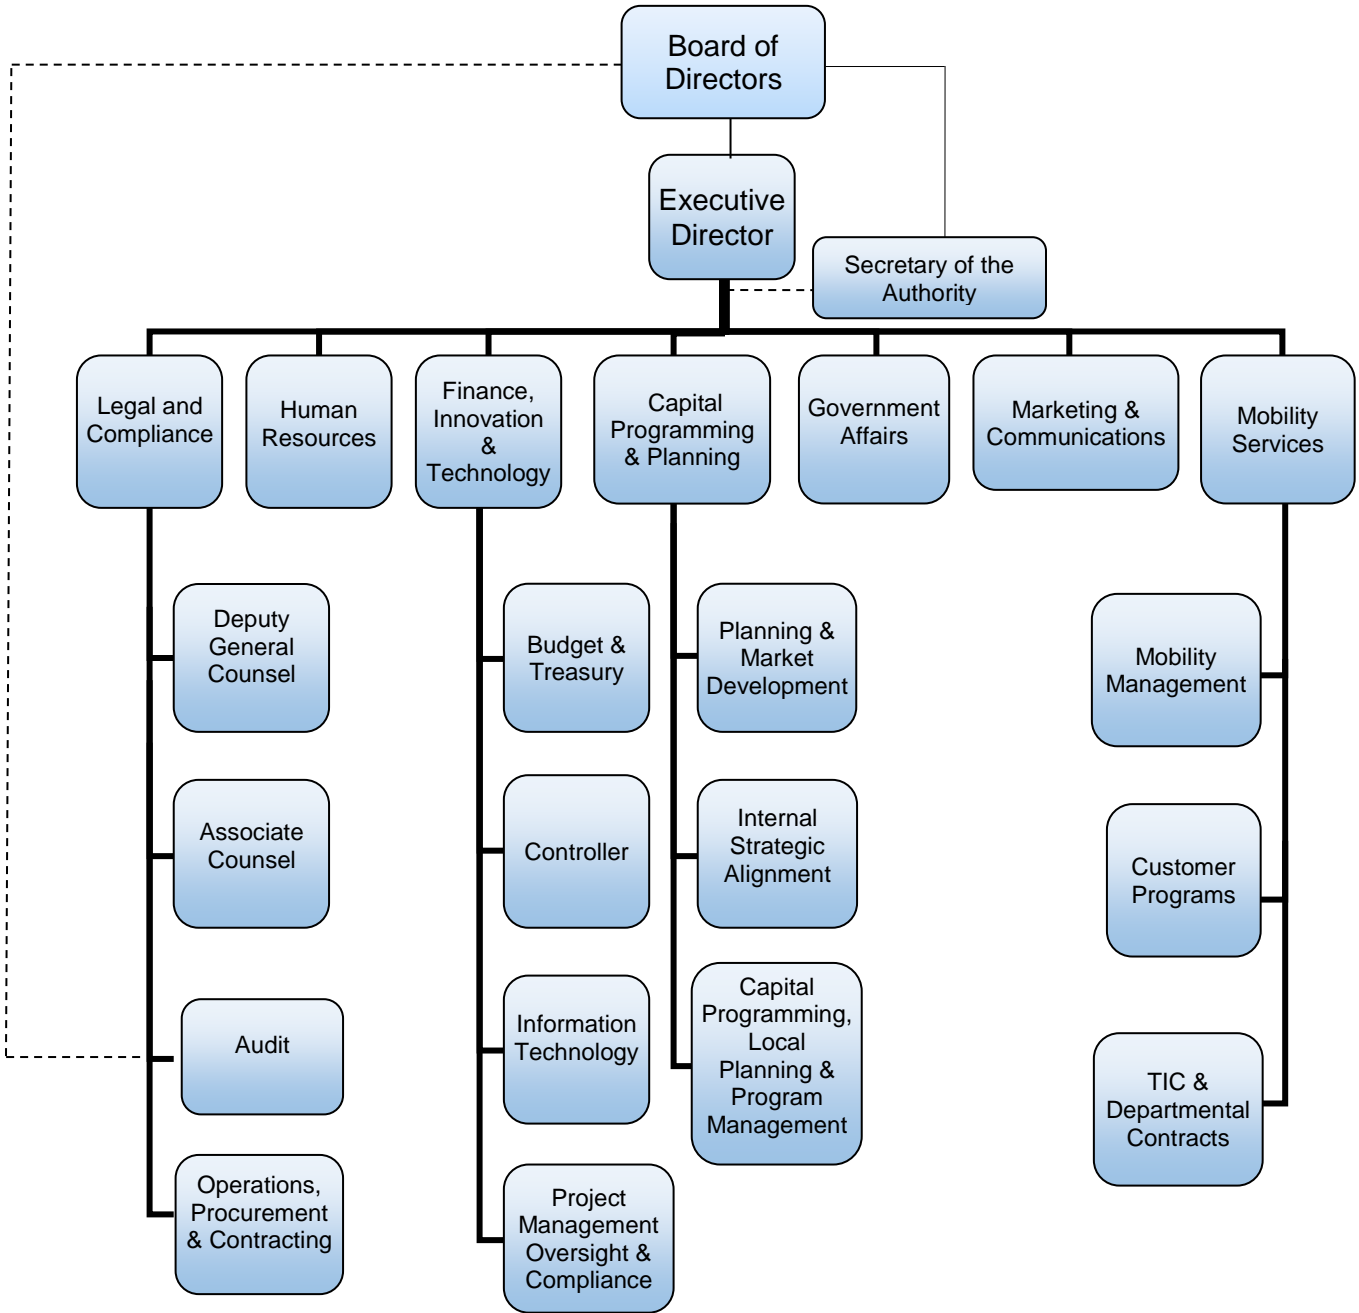 Board of
Directors
Executive
Director
Secretary of the
Authority
Legal and
Compliance
Human
Resources
Finance,
Innovation
&
Technology
Capital
Programming
& Planning
Government
Affairs
Marketing &
Communications
Mobility
Services
Deputy
General
Counsel
Associate
Counsel
Audit
Operations,
Procurement
& Contracting
Budget &
Treasury
Controller
Information
Technology
Project
Management
Oversight &
Compliance
Planning &
Market
Development
Internal
Strategic
Alignment
Capital
Programming,
Local
Planning &
Program
Management
Mobility
Management
Customer
Programs
TIC &
Departmental
Contracts